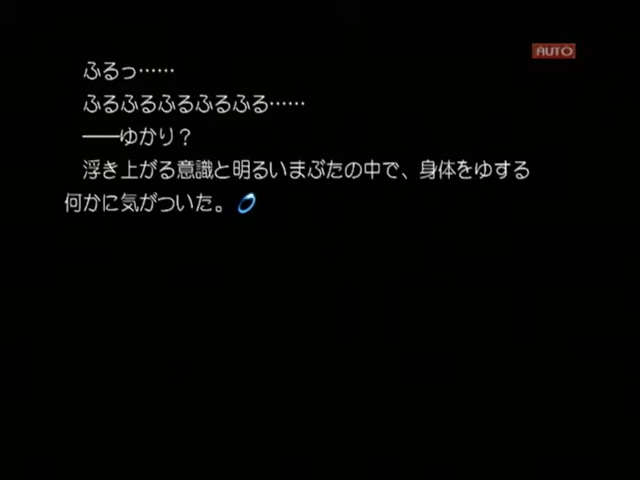 AUTO
ふるっ……
ふるふるふるふるふる……
――ゆかり？
浮き上がる意識と明るいまぶたの中で、身体をゆする
何かに気がついた。